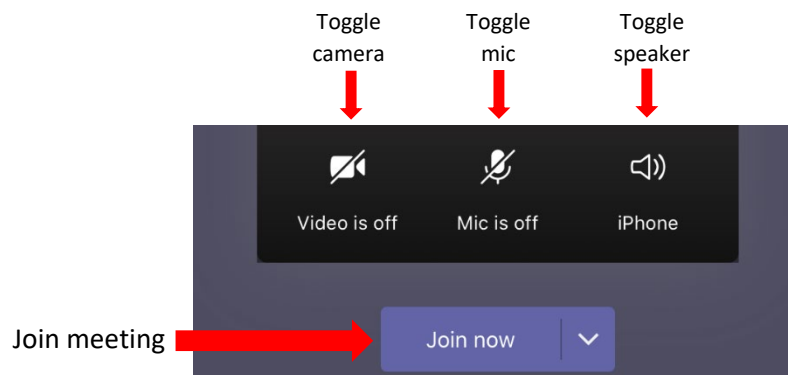 Toggle camera
Toggle mic
Toggle speaker
Video is off
Mic is off
iPhone
Join meeting
Join now